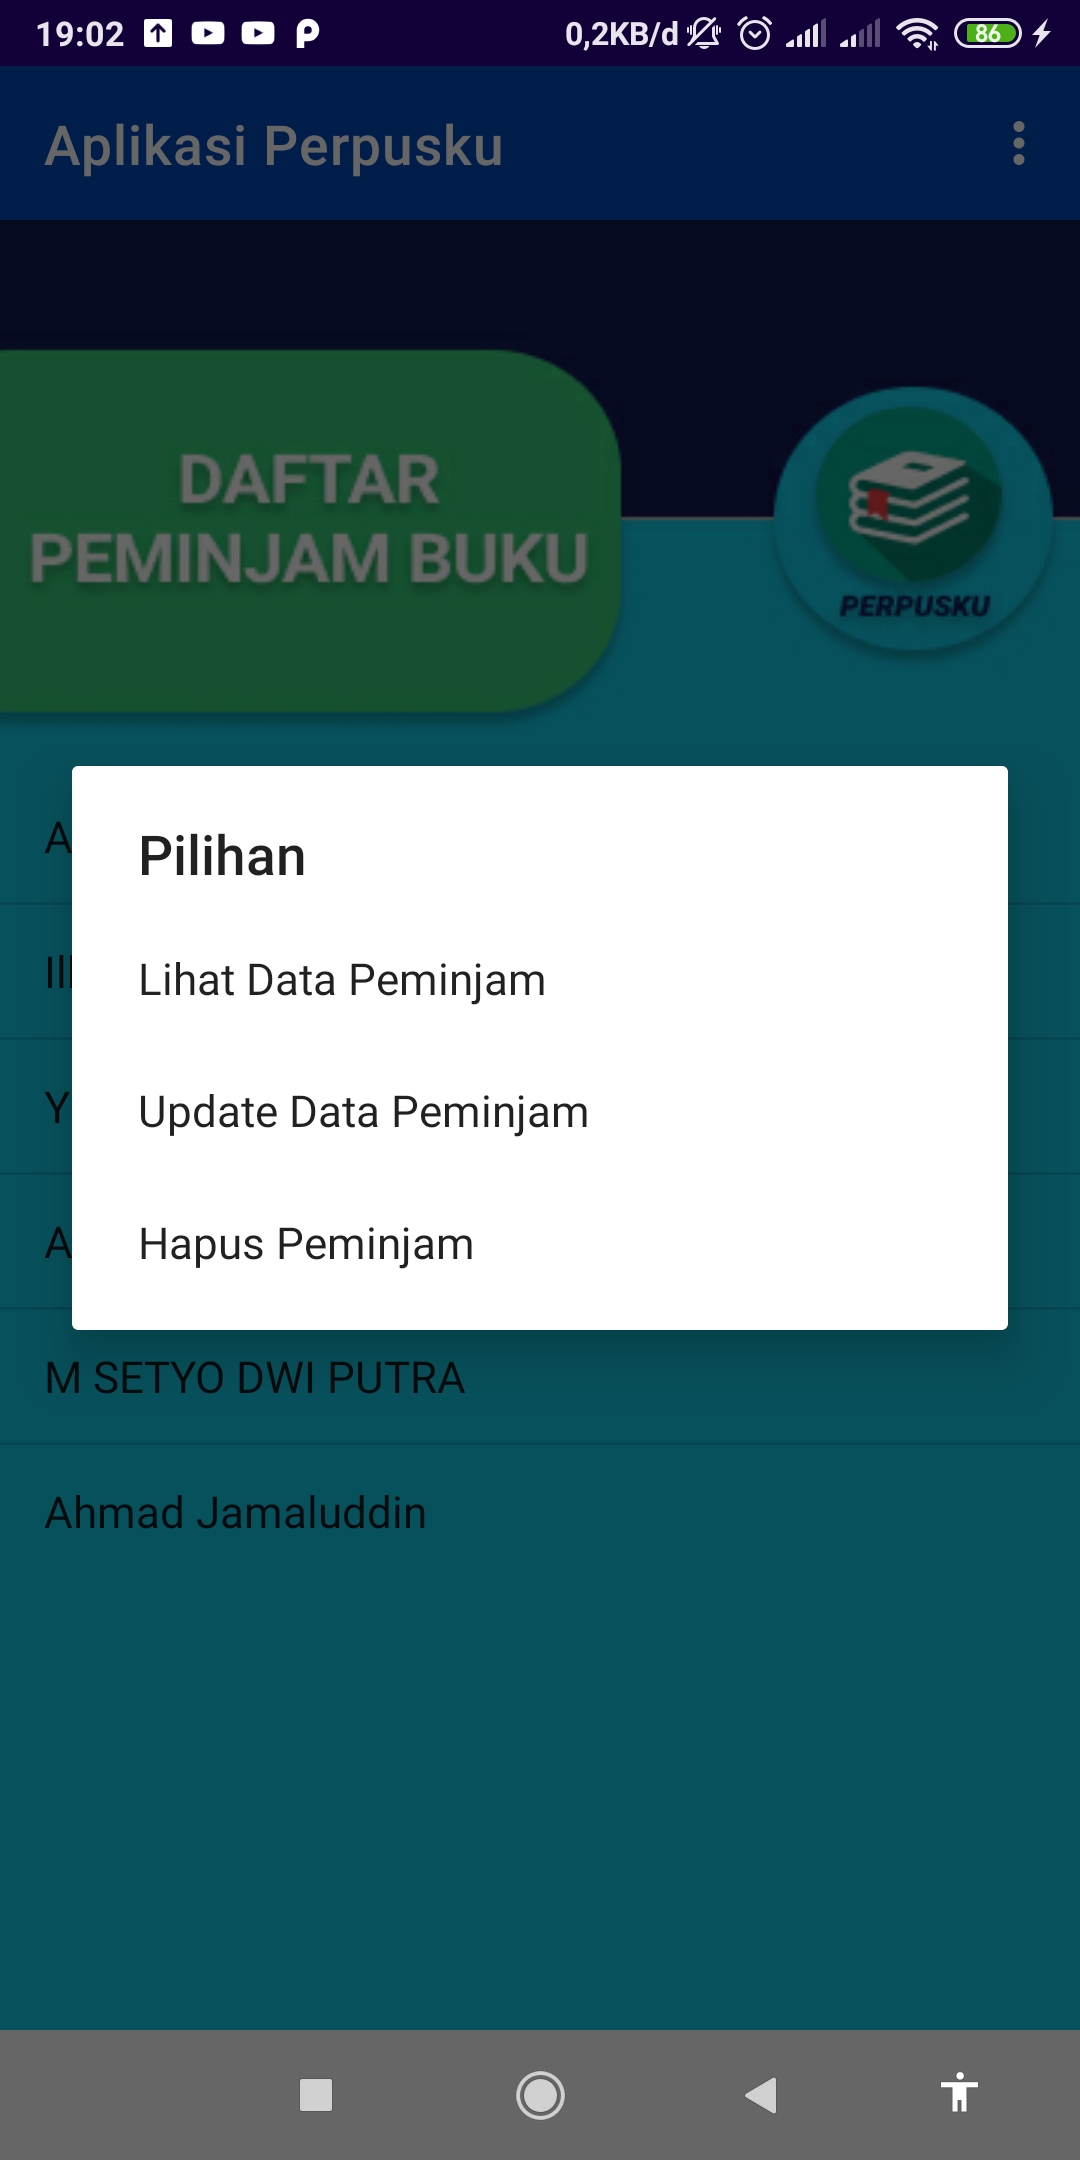 19:02
0,2KB/d
86
Aplikasi Perpusku
DAFTAR
PEMINJAM BUKU
PERPUSKU
Pilihan
Lihat Data Peminjam
Update Data Peminjam
Hapus Peminjam
M SETYO DWI PUTRA
Ahmad Jamaluddin